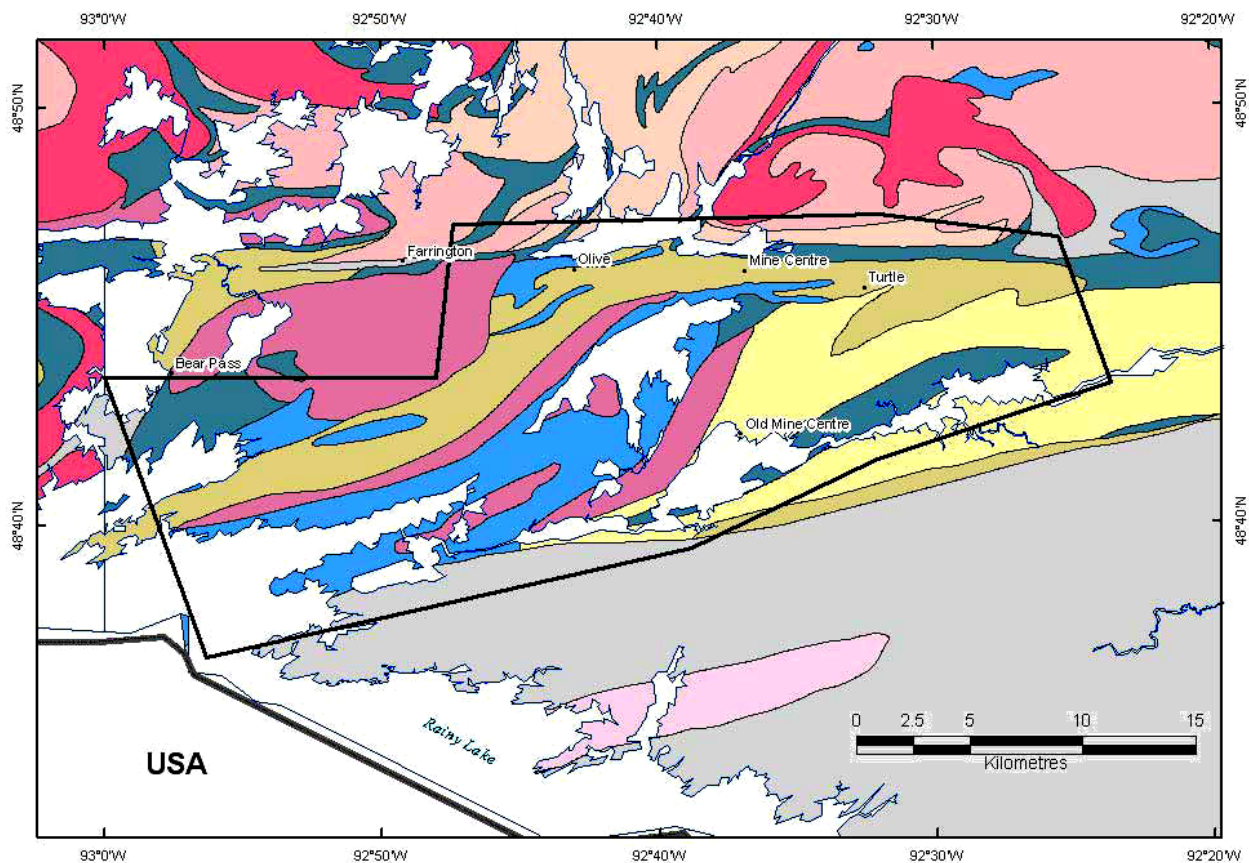 93°0'W 92°50'W 92°40'W 92°30'W 92°20'W
48°50'N 48°50'N
Farrington
Olive
Mine Centre
Turtle
Bear Pass
Old Mine Centre
48°40'N 48°40'N
Rainy Lake
USA
0 2.5 5 10 15
Kilometres
93°0'W 92°50'W 92°40'W 92°30'W 92°20'W